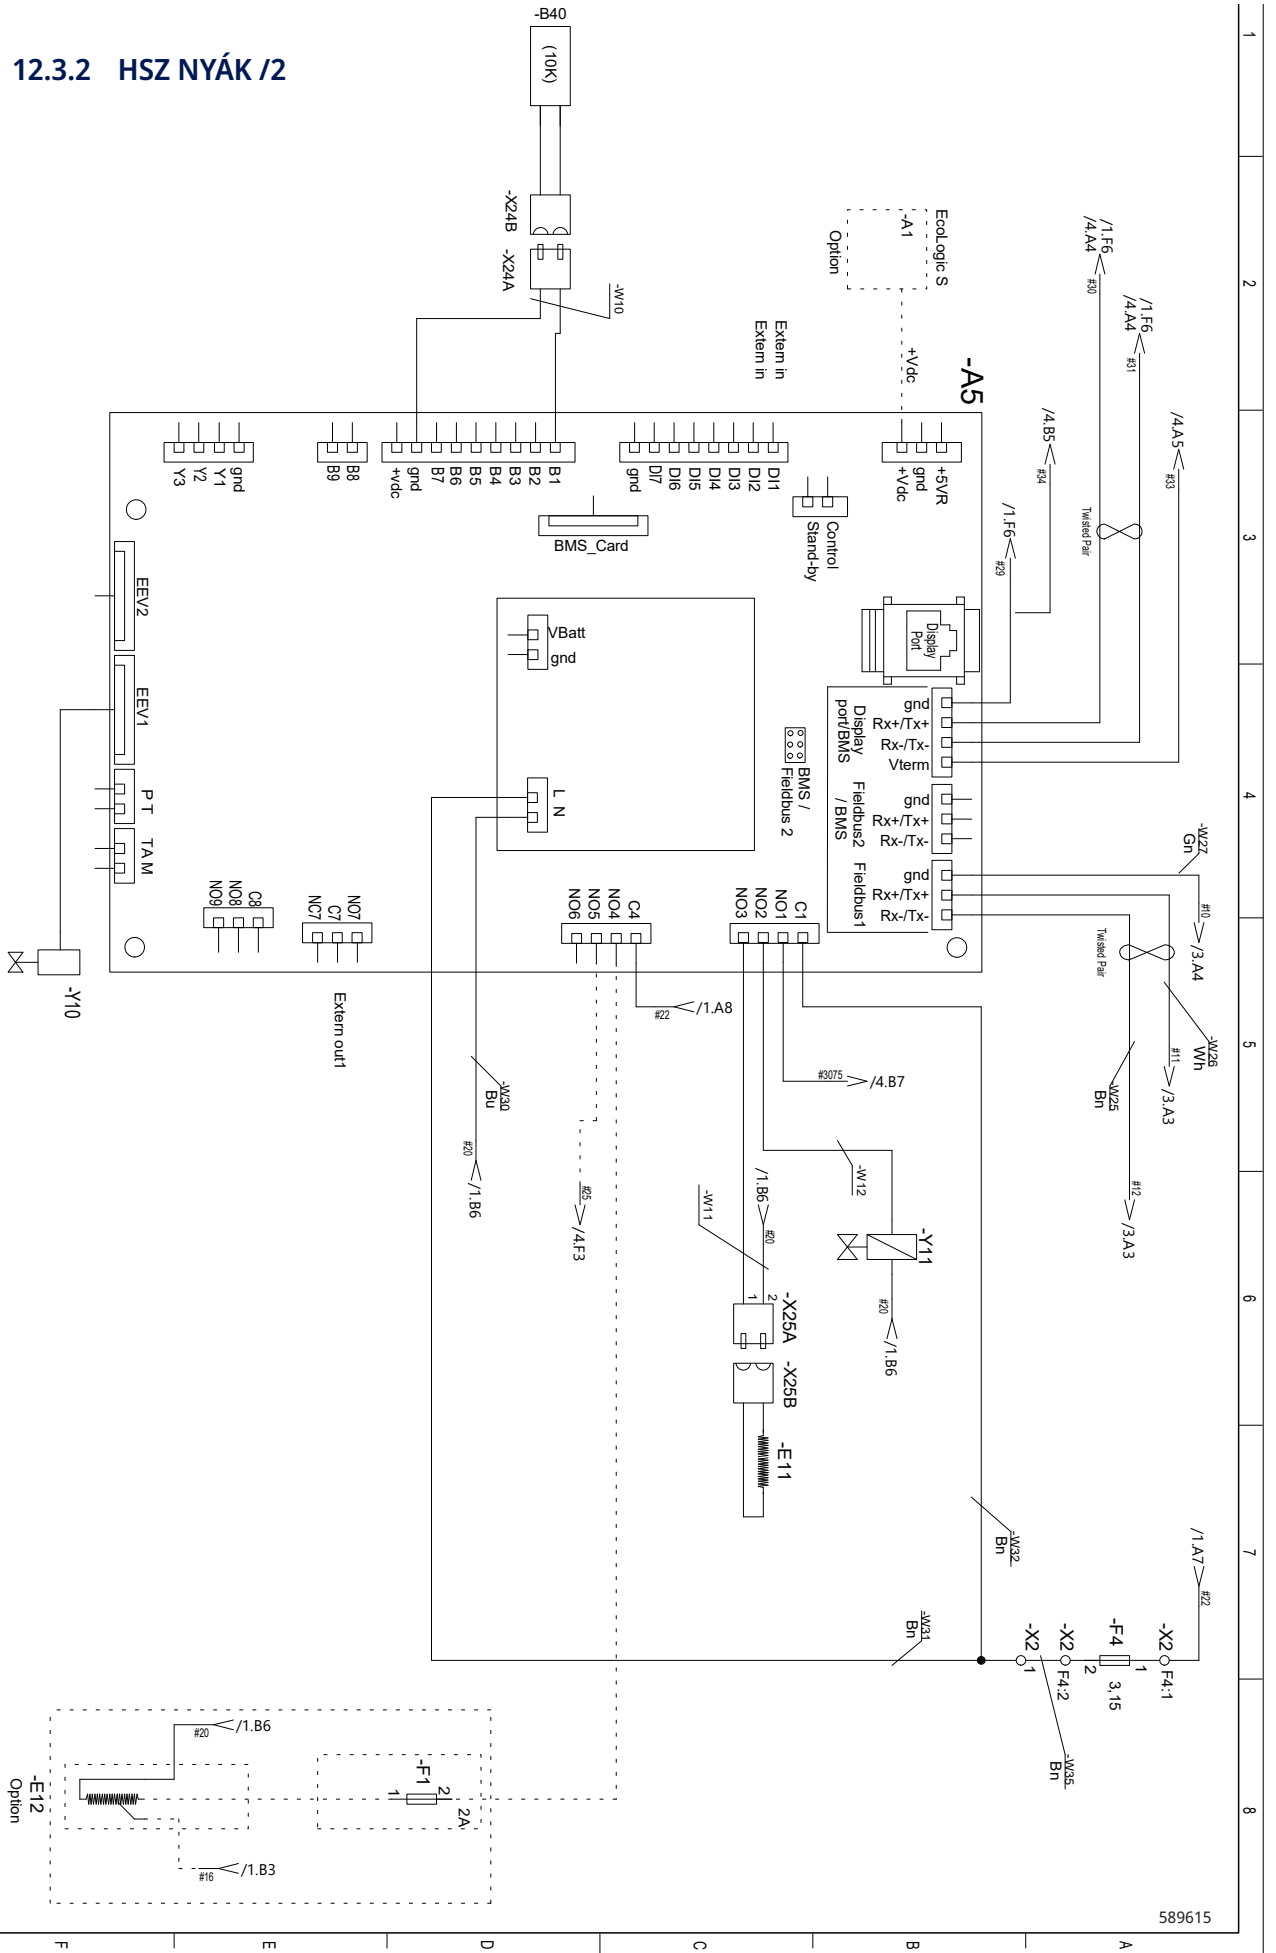 12.3.2 HSZ NYÁK /2
-B40
(10K)
-X24B
-X24A
-W10
EcoLogic S
-A1
Option
+Vdc
Extern in
Extern in
/1.F6
/4.A4
#30
/1.F6
/4.A4
#31
/4.A5
#33
/4.B5
#34
/1.F6
#29
Twisted Pair
-A5
Y3
Y2
Y1
gnd
B9
B8
+vdc
gnd
B7
B6
B5
B4
B3
B2
B1
gnd
DI7
DI6
DI5
DI4
DI3
DI2
DI1
+Vdc
gnd
+5VR
Control
Stand-by
BMS_Card
Display
Port
EEV2
EEV1
P T
T A M
VBatt
gnd
L N
BMS /
Fieldbus 2
Display
port/BMS
gnd
Rx+/Tx+
Rx-/Tx-
Vterm
Fieldbus2
/ BMS
gnd
Rx+/Tx+
Rx-/Tx-
Fieldbus1
gnd
Rx+/Tx+
Rx-/Tx-
NO9
NO8
C8
NC7
C7
NO7
NO6
NO5
NO4
C4
NO3
NO2
NO1
C1
-Y10
Extern out1
-W27
Gn
#10
/3.A4
Twisted Pair
-W26
Wh
#11
/3.A3
-W25
Bn
#12
/3.A3
#22
/1.A8
#3075
/4.B7
-W30
Bu
#20
/1.B6
#25
/4.F3
-W12
-W11
/1.B6
#20
-Y11
#20
/1.B6
1
2
-X25A
-X25B
-E11
-W32
Bn
/1.A7
#22
-W31
Bn
-X2
1
-X2
F4:2
-F4
2
1
3,15
-X2
F4:1
-W35
Bn
/1.B6
#20
-F1
1
2
2A
-E12
Option
#16
/1.B3
589615
1
2
3
4
5
6
7
8
F
E
D
C
B
A